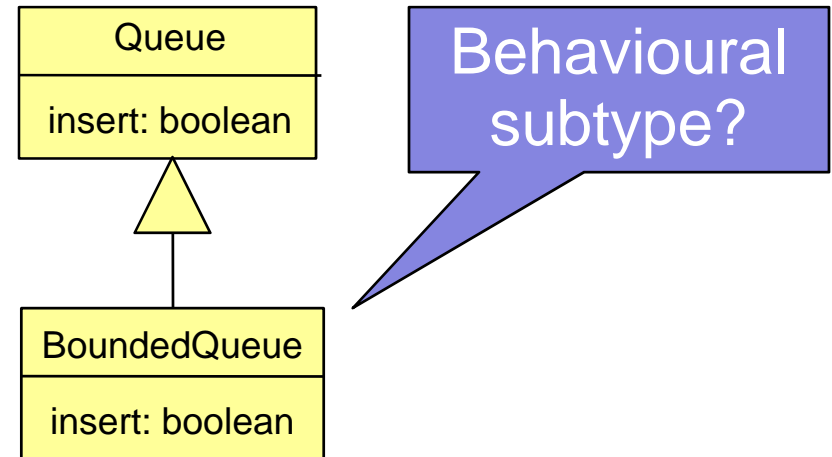 Queue
insert: boolean
Behavioural
subtype?
BoundedQueue
insert: boolean